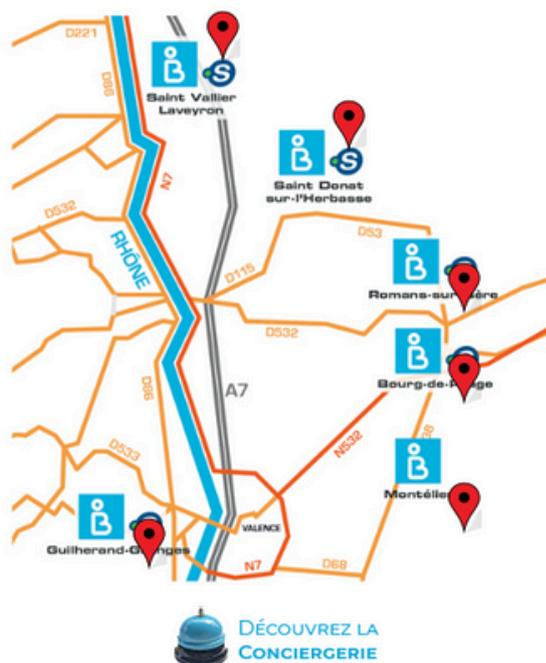 D221
D86
S
Saint Vallier
Laveyron
N7
S
Saint Donat
sur-l'Herbasse
D532
RHÔNE
D53
D115
D532
A7
D86
D533
N532
VALENCE
N7
D68
DÉCOUVREZ LA
CONCIERGERIE